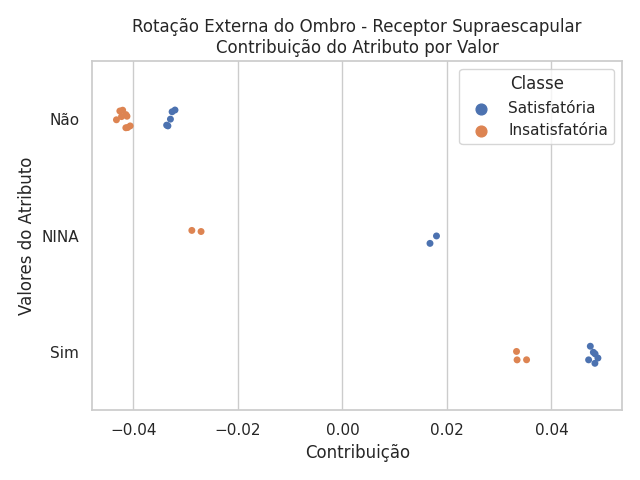 Rotação Externa do Ombro - Receptor Supraescapular
Contribuição do Atributo por Valor
Classe
Satisfatória
Insatisfatória
Valores do Atributo
Não
NINA
Sim
−0.04
−0.02
0.00
0.02
0.04
Contribuição